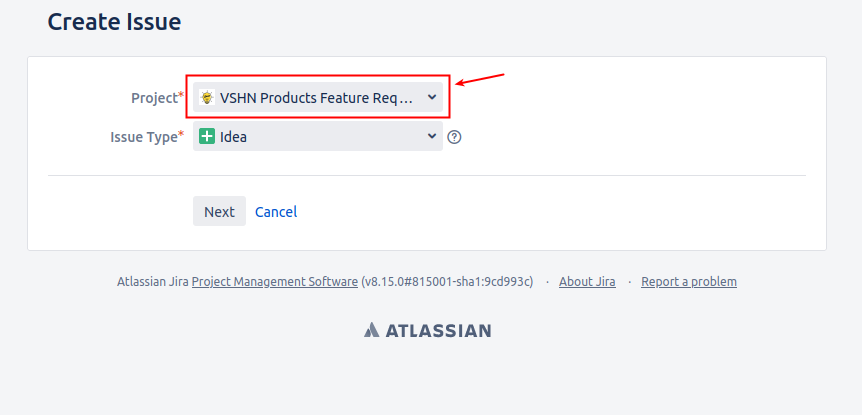 Create Issue
Project* VSHN Products Feature Req...
Issue Type* Idea
Next Cancel
Atlassian Jira Project Management Software (v8.15.0#815001-sha1:9cd993c) · About Jira · Report a problem
ATLASSIAN